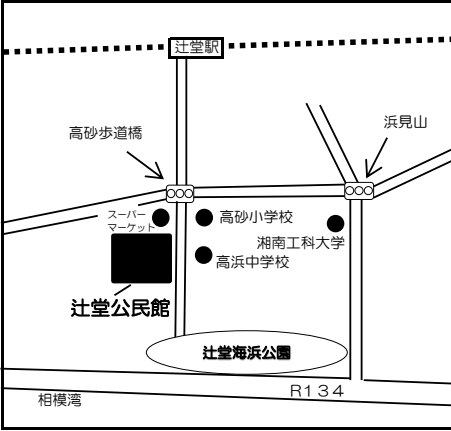 辻堂駅
浜見山
高砂歩道橋
スーパー
マーケット
高砂小学校
湘南工科大学
高浜中学校
辻堂公民館
辻堂海浜公園
R134
相模湾